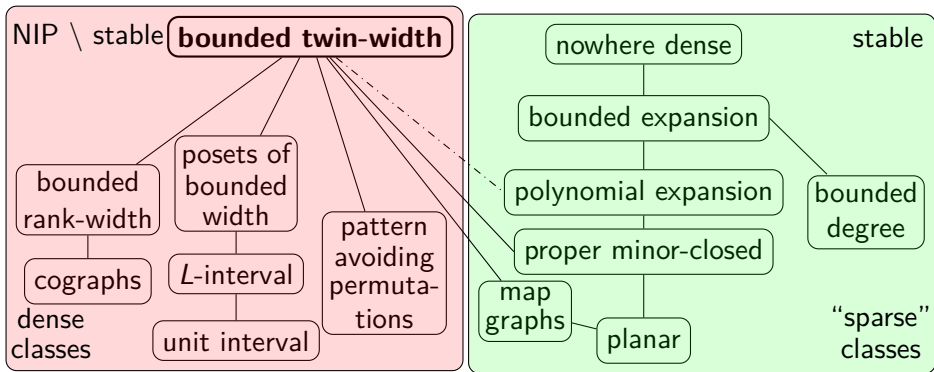 NIP \ stable
bounded twin-width
bounded
rank-width
cographs
dense
classes
posets of
bounded
width
L-interval
unit interval
pattern
avoiding
permuta-
tions
stable
nowhere dense
bounded expansion
polynomial expansion
bounded
degree
proper minor-closed
map
graphs
planar
“sparse”
classes